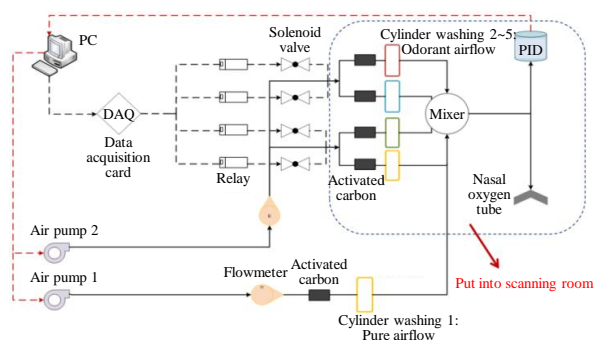 PC
Solenoid
valve
Cylinder washing 2~5:
Odorant airflow
PID
DAQ
Data
acquisition
card
Mixer
Relay
Activated
carbon
Nasal
oxygen
tube
Air pump 2
Air pump 1
Flowmeter
Activated
carbon
Put into scanning room
Cylinder washing 1:
Pure airflow